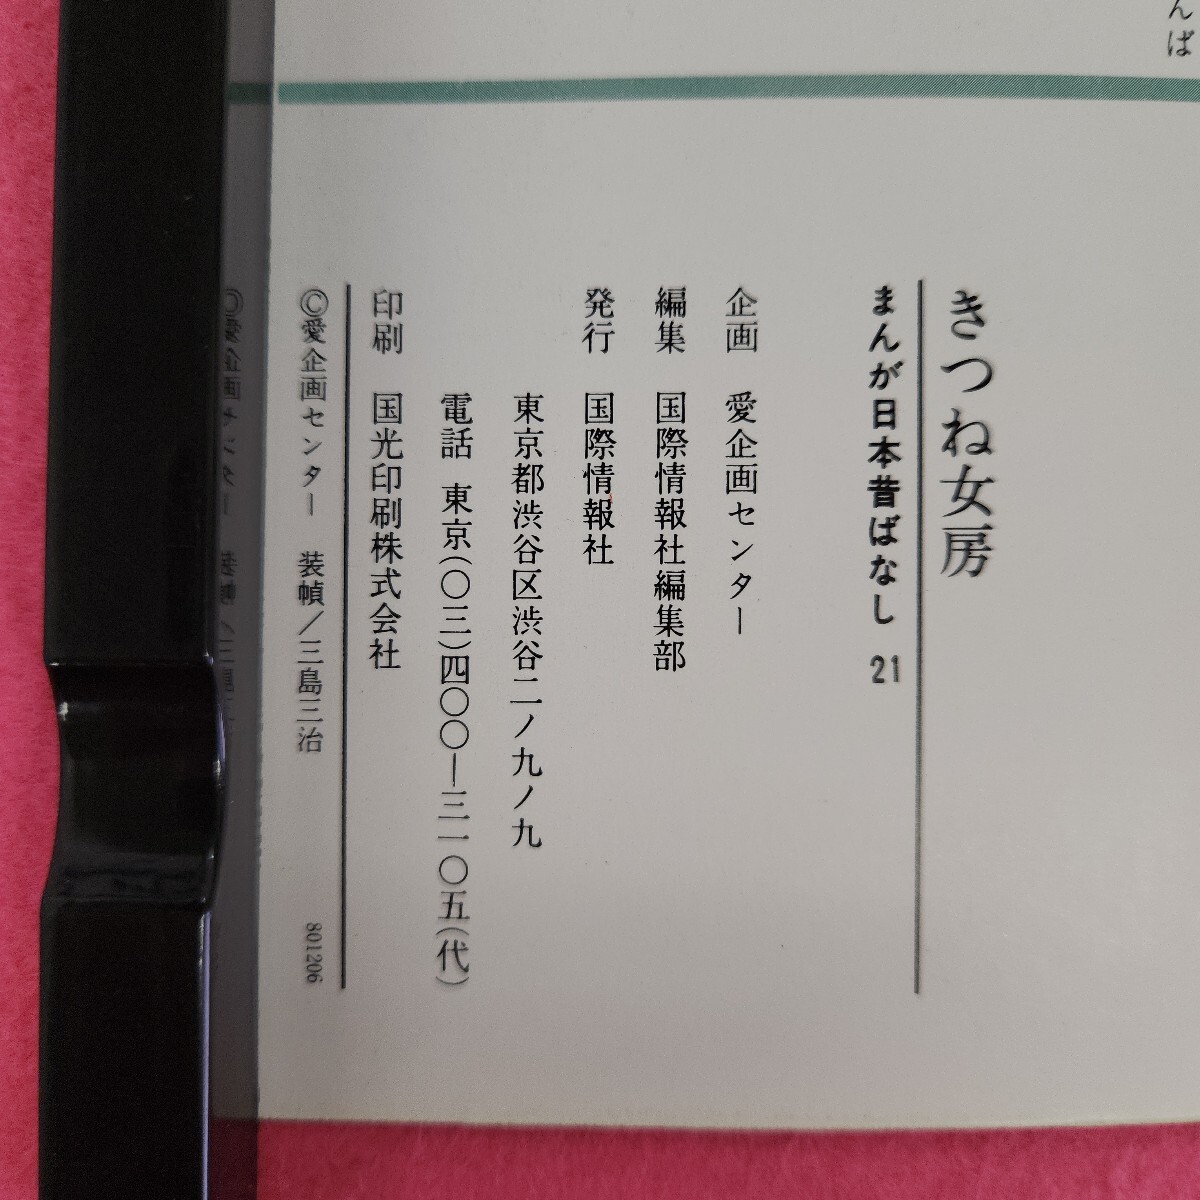 んば
きつね女房
まんが日本昔ばなし 21
企画 愛企画センター
編集 国際情報社編集部
発行 国際情報社
東京都渋谷区渋谷二ノ九ノ九
電話 東京(〇三)四〇〇―三一〇五(代)
印刷 国光印刷株式会社
©愛企画センター 装幀/三島三治
801206